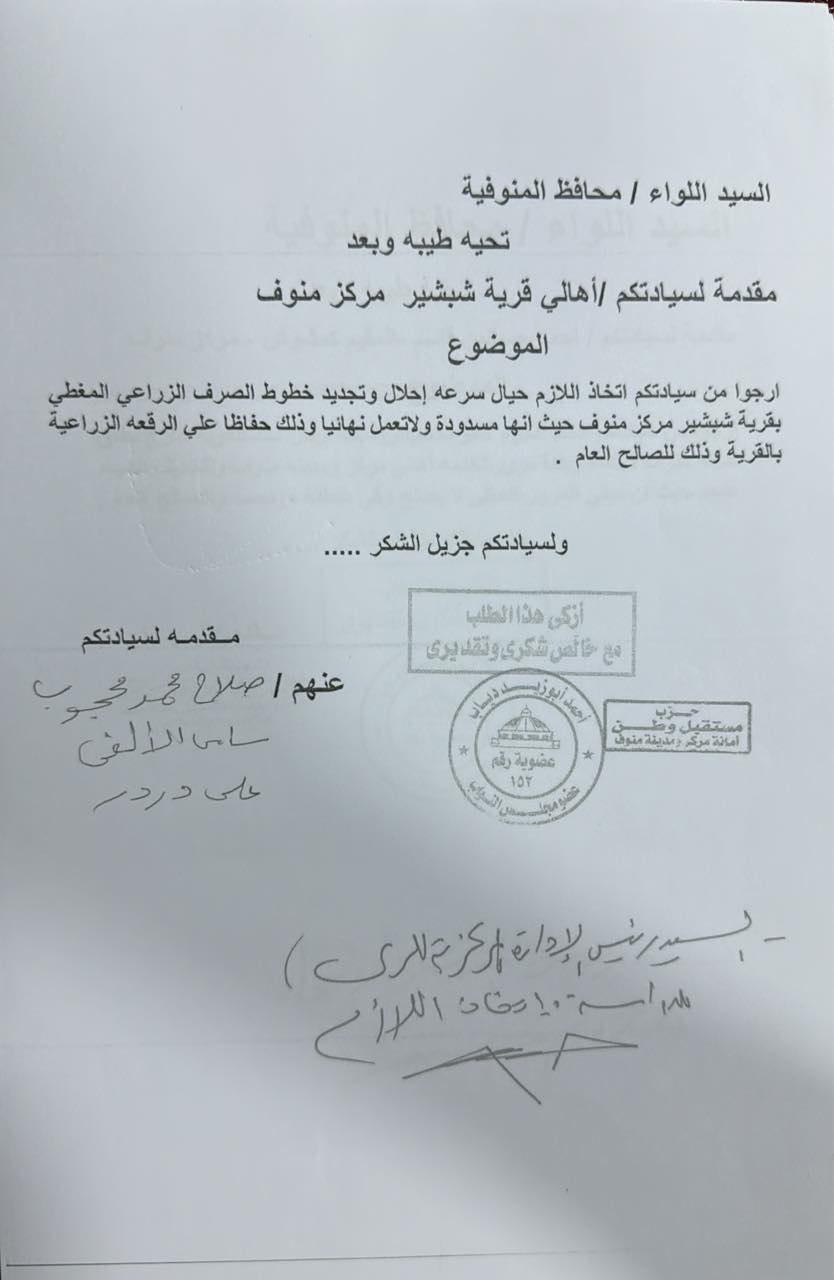 السيد اللواء / محافظ المنوفية
تحيه طيبه وبعد
مقدمة لسيادتكم /أهالي قرية شبشير مركز منوف
الموضوع
ارجوا من سيادتكم اتخاذ اللازم حيال سرعه إحلال وتجديد خطوط الصرف الزراعي المغطي
بقرية شبشير مركز منوف حيث انها مسدودة ولاتعمل نهائيا وذلك حفاظا علي الرقعه الزراعية
بالقرية وذلك للصالح العام .
ولسيادتكم جزيل الشكر .....
أزكى هذا الطلب
مع خالص شكرى وتقديرى
مـقدمـه لسيادتكم
عنهم / صلاح محمد محجوب
سامى الألفى
على دردر
أحمد أبوزيد دياب
عضوية رقم
١٥٢
عضو مجلس النواب
حزب
مستقبل وطن
أمانة مركز ومدينة منوف
- السيد رئيس الإدارة المركزية للرى )
للدراسة واتخاذ اللازم